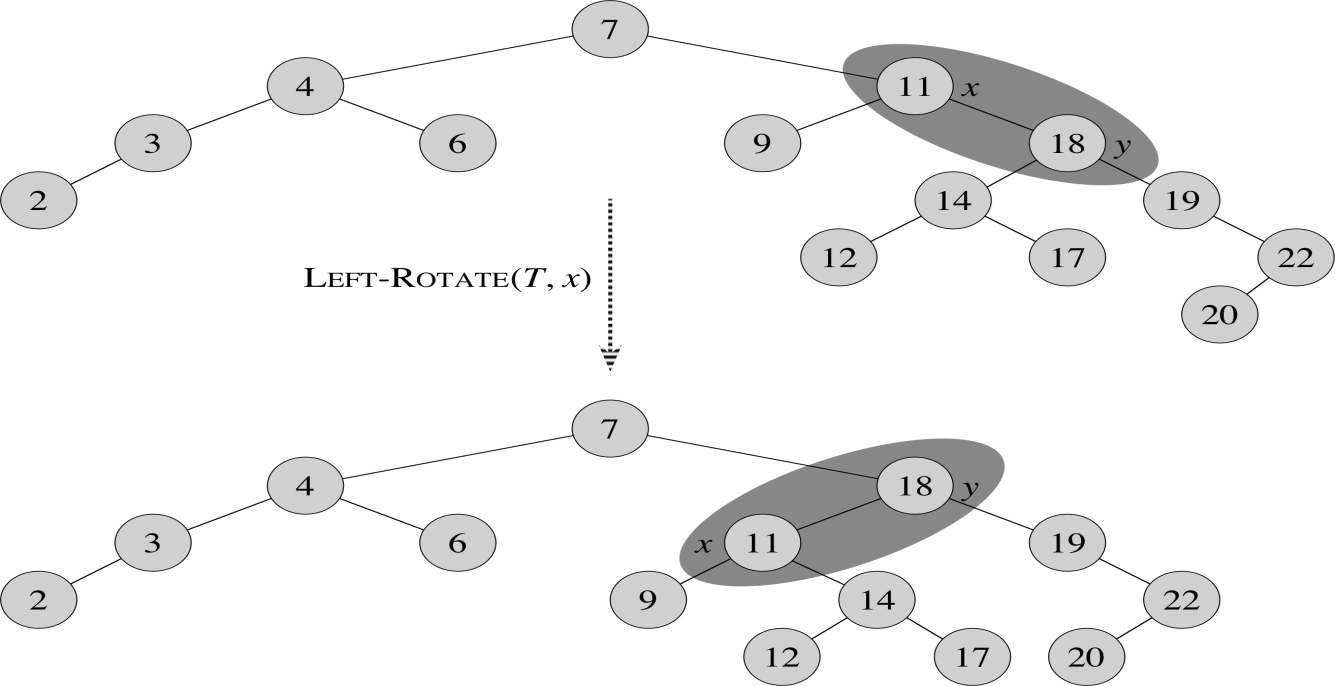 7
4 11 x
3 6 9 18 y
2 14 19
12 17 22
LEFT-ROTATE(T, x)
20
7
4 18 y
3 6 x 11 19
2 9 14 22
12 17 20